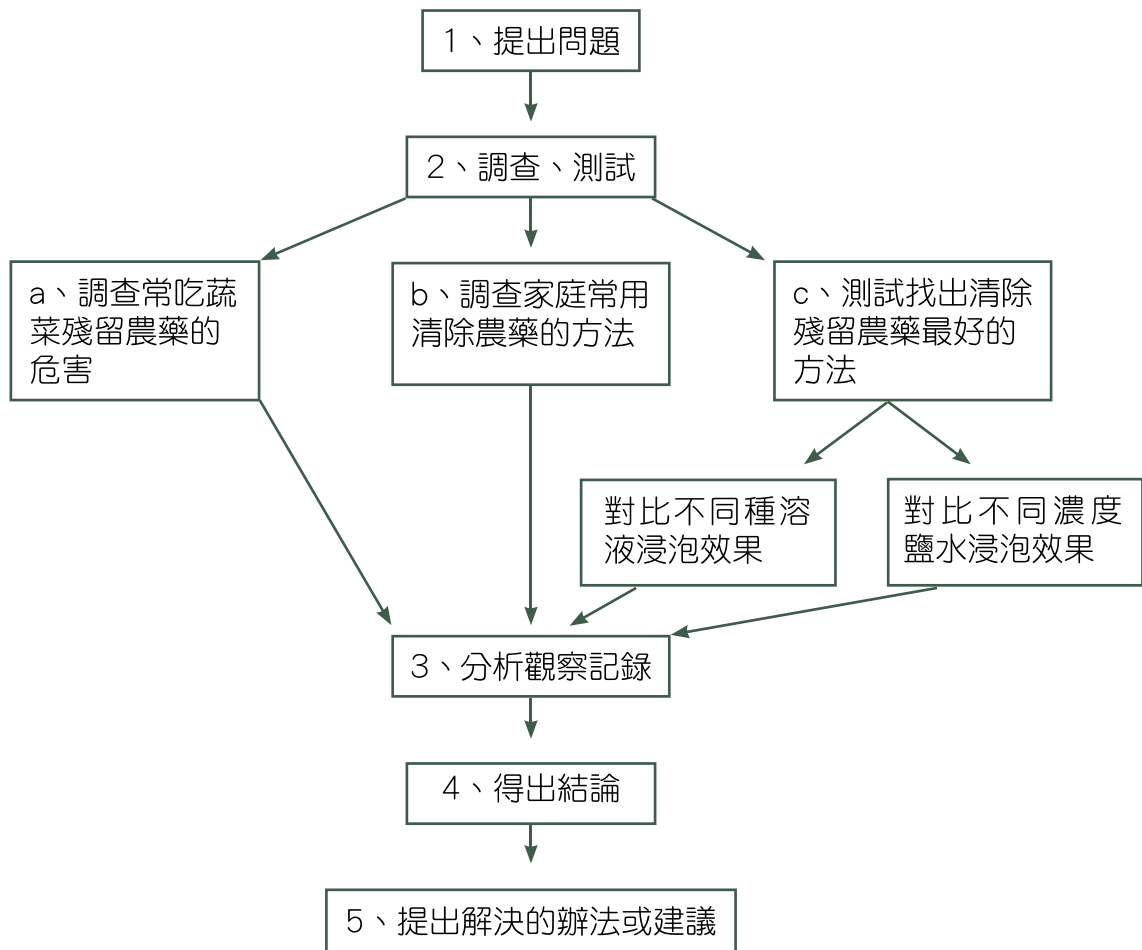 1、提出問題
2、調查、測試
a、調查常吃蔬
菜殘留農藥的
危害
b、調查家庭常用
清除農藥的方法
c、測試找出清除
殘留農藥最好的
方法
對比不同種溶
液浸泡效果
對比不同濃度
鹽水浸泡效果
3、分析觀察記錄
4、得出結論
5、提出解決的辦法或建議